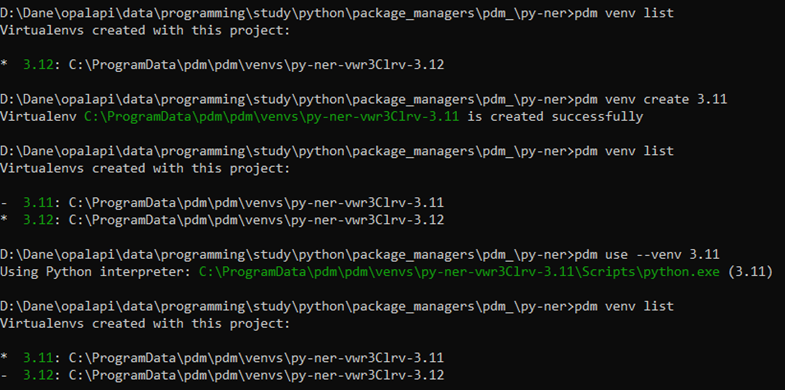 D:\Dane\opalapi\data\programming\study\python\package_managers\pdm_\py-ner>pdm venv list
Virtualenvs created with this project:
*  3.12: C:\ProgramData\pdm\pdm\venvs\py-ner-vwr3Clrv-3.12
D:\Dane\opalapi\data\programming\study\python\package_managers\pdm_\py-ner>pdm venv create 3.11
Virtualenv C:\ProgramData\pdm\pdm\venvs\py-ner-vwr3Clrv-3.11 is created successfully
D:\Dane\opalapi\data\programming\study\python\package_managers\pdm_\py-ner>pdm venv list
Virtualenvs created with this project:
-  3.11: C:\ProgramData\pdm\pdm\venvs\py-ner-vwr3Clrv-3.11
*  3.12: C:\ProgramData\pdm\pdm\venvs\py-ner-vwr3Clrv-3.12
D:\Dane\opalapi\data\programming\study\python\package_managers\pdm_\py-ner>pdm use --venv 3.11
Using Python interpreter: C:\ProgramData\pdm\pdm\venvs\py-ner-vwr3Clrv-3.11\Scripts\python.exe (3.11)
D:\Dane\opalapi\data\programming\study\python\package_managers\pdm_\py-ner>pdm venv list
Virtualenvs created with this project:
*  3.11: C:\ProgramData\pdm\pdm\venvs\py-ner-vwr3Clrv-3.11
-  3.12: C:\ProgramData\pdm\pdm\venvs\py-ner-vwr3Clrv-3.12